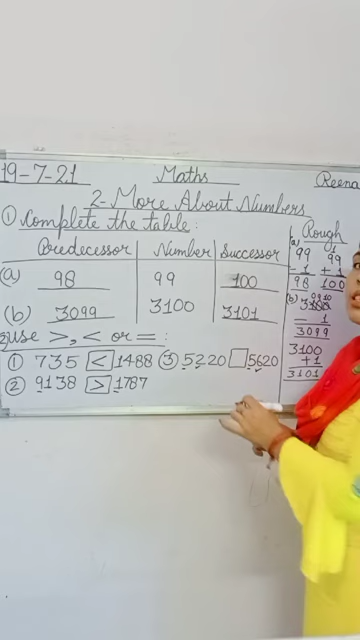 19-7-21 Maths Reena
2-More About Numbers
① Complete the table:
Predecessor Number Successor
(a) 98 99 100
(b) 3099 3100 3101
② use >, < or =:
① 735 < 1488 ③ 5220 □ 5620
② 9138 > 1787
Rough
(a)
99 99
- 1 + 1
98 100
(b)
- 1
3099
3100
+1
3101